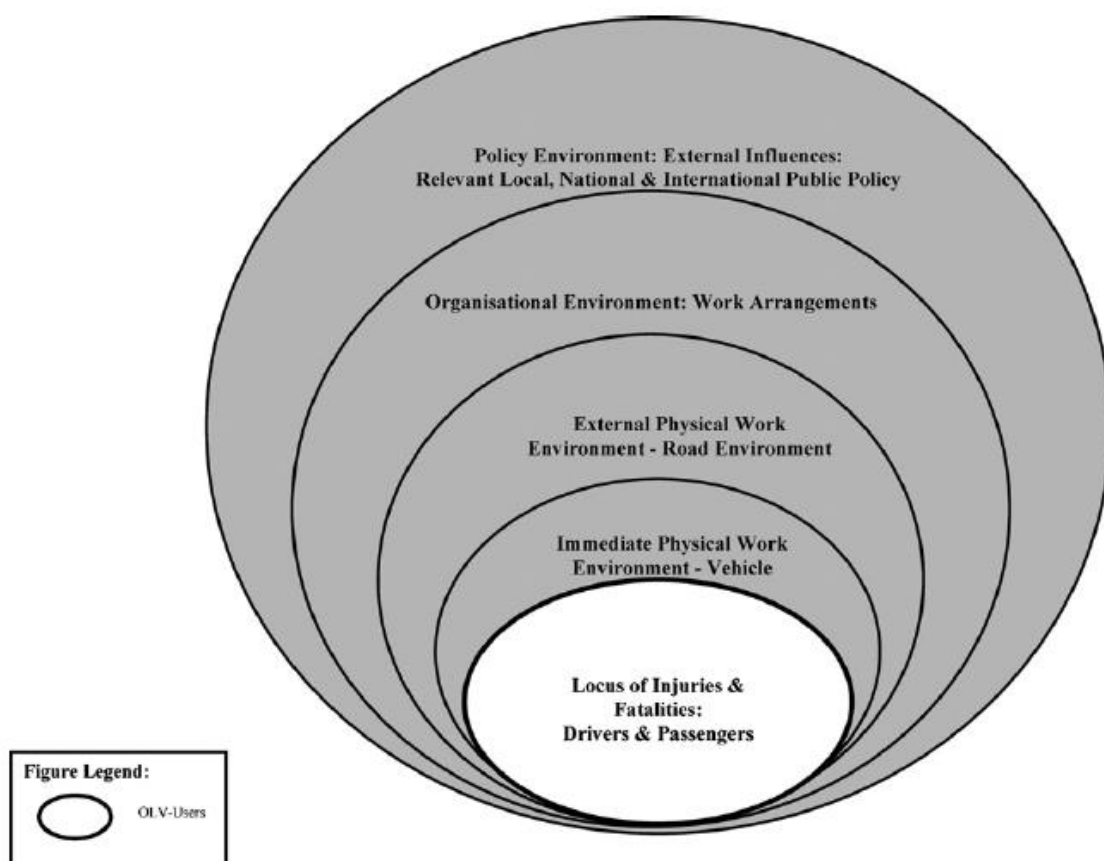 Policy Environment: External Influences:
Relevant Local, National & International Public Policy
Organisational Environment: Work Arrangements
External Physical Work
Environment - Road Environment
Immediate Physical Work
Environment - Vehicle
Locus of Injuries &
Fatalities:
Drivers & Passengers
Figure Legend:
OLV-Users